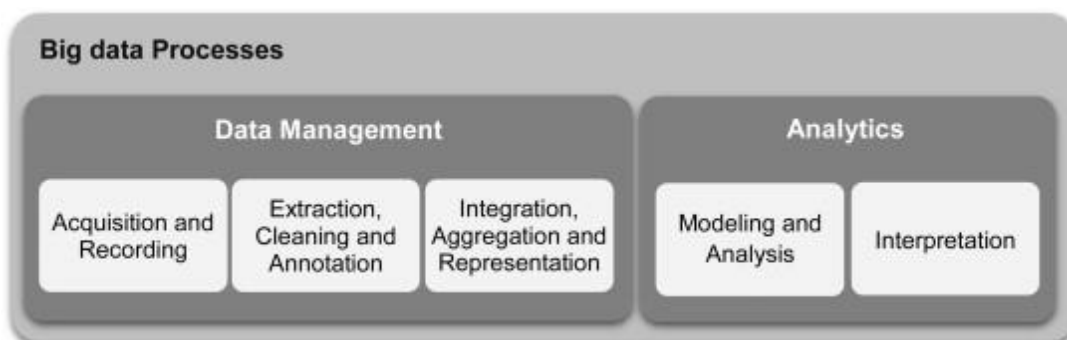 Big data Processes
Data Management
Acquisition and
Recording
Extraction,
Cleaning and
Annotation
Integration,
Aggregation and
Representation
Analytics
Modeling and
Analysis
Interpretation